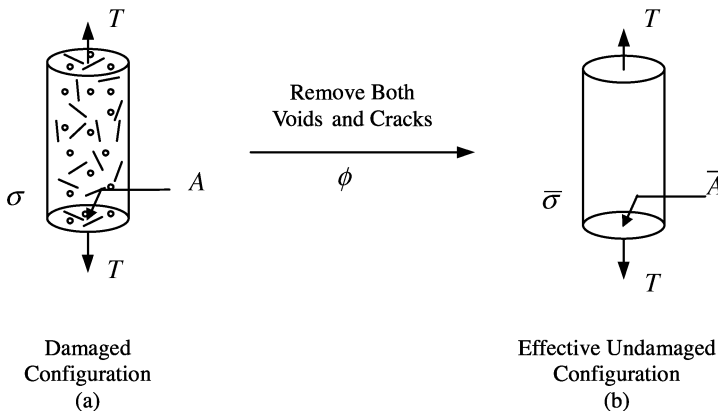 T
T
Remove Both
Voids and Cracks
σ
A
ϕ
σ̅
A̅
T
T
Damaged
Configuration
(a)
Effective Undamaged
Configuration
(b)